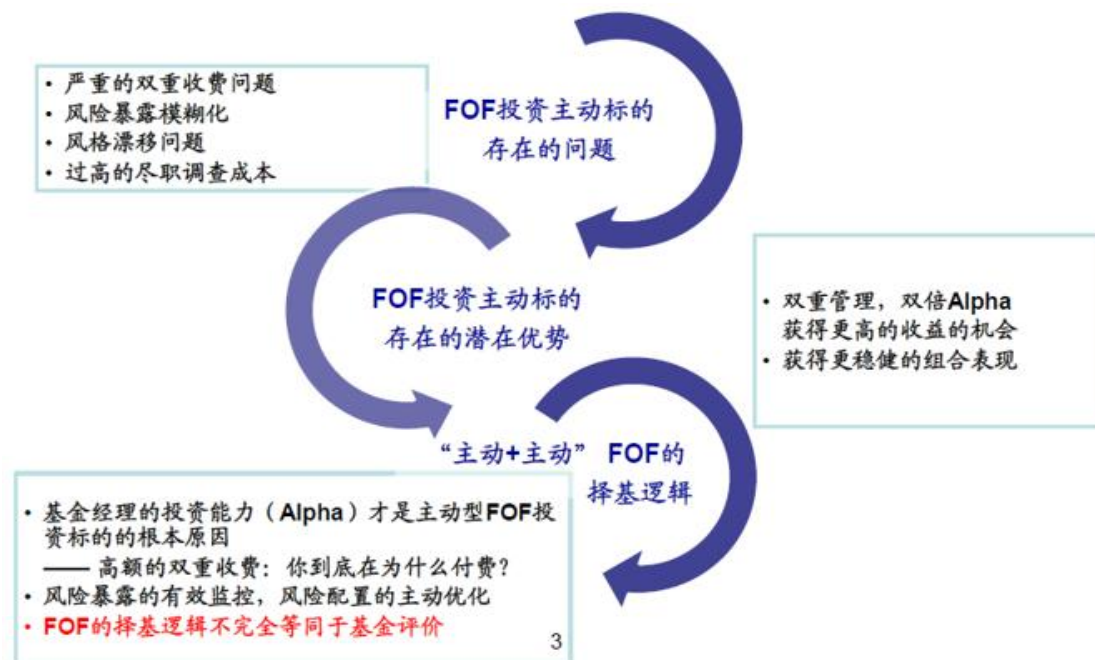 • 严重的双重收费问题
• 风险暴露模糊化
• 风格漂移问题
• 过高的尽职调查成本
FOF投资主动标的
存在的问题
FOF投资主动标的
存在的潜在优势
• 双重管理，双倍Alpha
获得更高的收益的机会
• 获得更稳健的组合表现
“主动+主动” FOF的
择基逻辑
• 基金经理的投资能力（Alpha）才是主动型FOF投
资标的的根本原因
—— 高额的双重收费：你到底在为什么付费？
• 风险暴露的有效监控，风险配置的主动优化
• FOF的择基逻辑不完全等同于基金评价
3